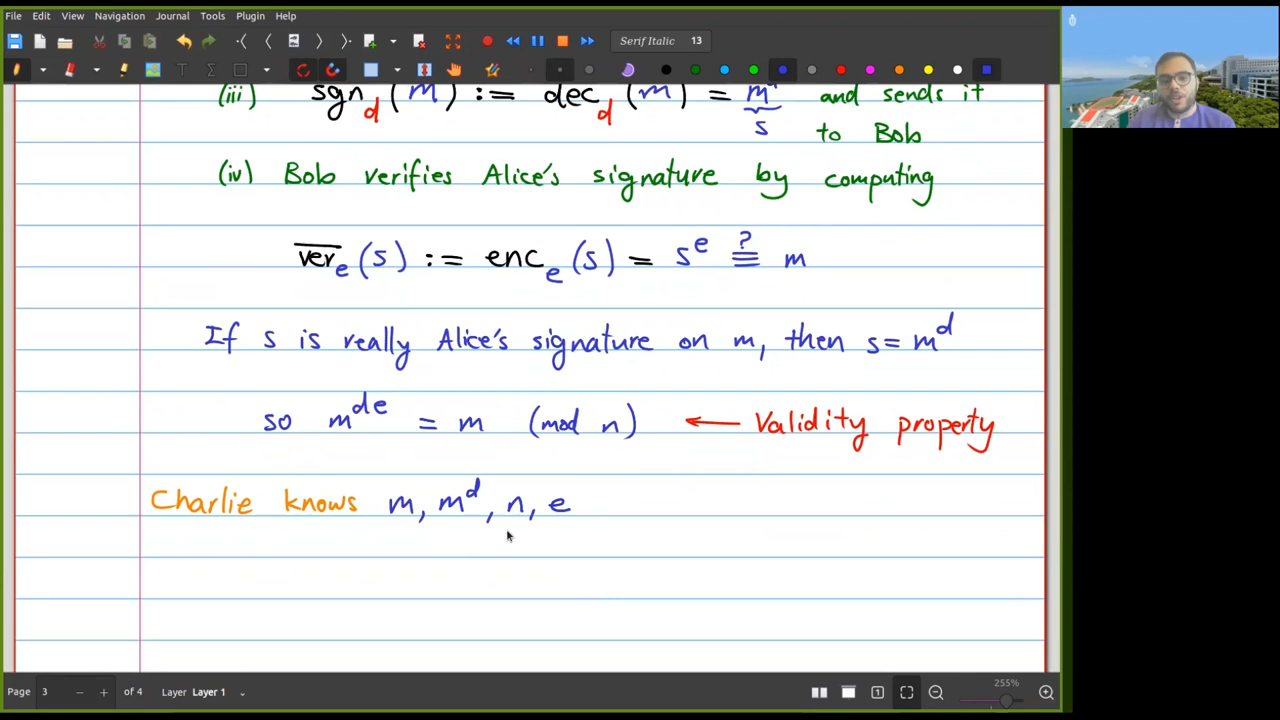 File Edit View Navigation Journal Tools Plugin Help
Serif Italic 13
(iii) sgn_d (m) := dec_d (m) = m^d and sends it
s to Bob
(iv) Bob verifies Alice's signature by computing
ver_e (s) := enc_e (s) = s^e ≟ m
If s is really Alice's signature on m, then s = m^d
so m^{de} = m (mod n) ← Validity property
Charlie knows m, m^d, n, e
Page 3 of 4 Layer Layer 1 255%